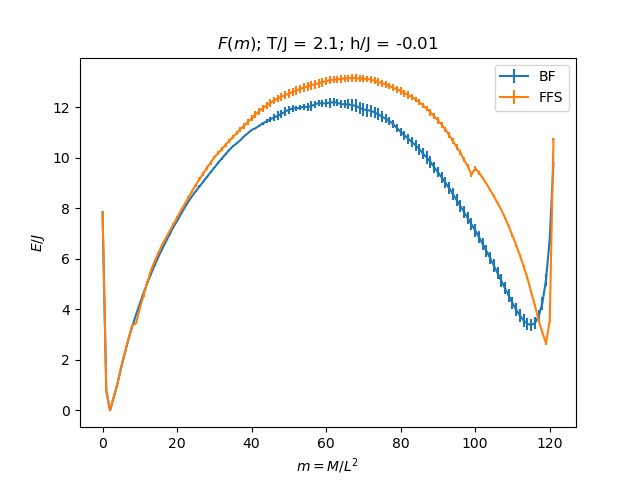 F(m); T/J = 2.1; h/J = -0.01
BF
FFS
12
10
8
6
4
2
0
E/J
0 20 40 60 80 100 120
m = M/L²